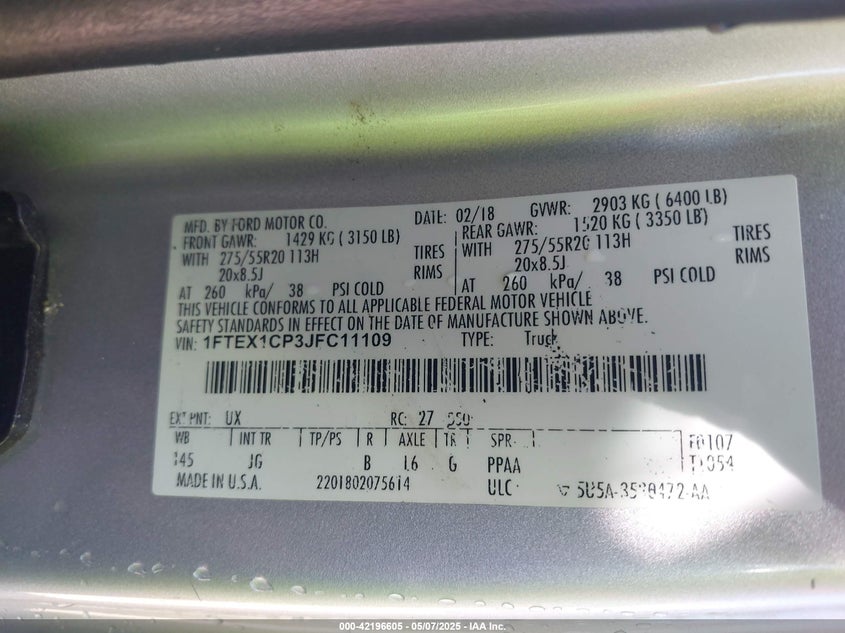 MFD. BY FORD MOTOR CO. DATE: 02/18 GVWR: 2903 KG ( 6400 LB)
FRONT GAWR: 1429 KG ( 3150 LB) REAR GAWR: 1520 KG ( 3350 LB)
WITH 275/55R20 113H TIRES WITH 275/55R20 113H TIRES
20x8.5J RIMS 20x8.5J RIMS
AT 260 kPa/ 38 PSI COLD AT 260 kPa/ 38 PSI COLD
THIS VEHICLE CONFORMS TO ALL APPLICABLE FEDERAL MOTOR VEHICLE
SAFETY STANDARDS IN EFFECT ON THE DATE OF MANUFACTURE SHOWN ABOVE.
VIN: 1FTEX1CP3JFC11109 TYPE: Truck
EXT PNT: UX RC: 27
WB INT TR TP/PS R AXLE TR SPR F0107
145 JG B L6 G PPAA T1054
MADE IN U.S.A. 2201802075614 ULC
000-42196605 - 05/07/2025 - IAA Inc.